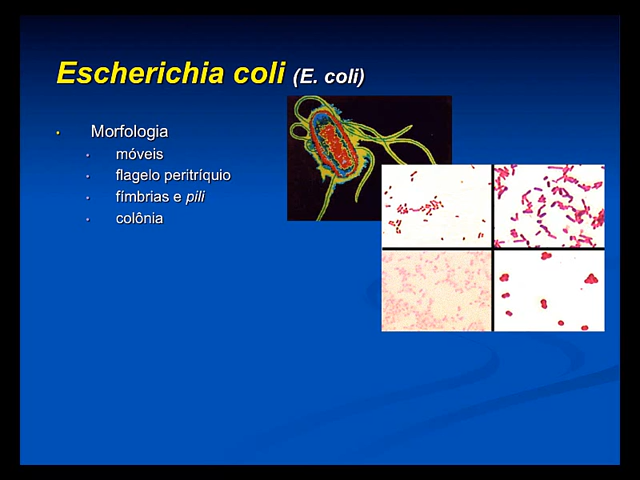 Escherichia coli (E. coli)
• Morfologia
• móveis
• flagelo peritríquio
• fímbrias e pili
• colônia